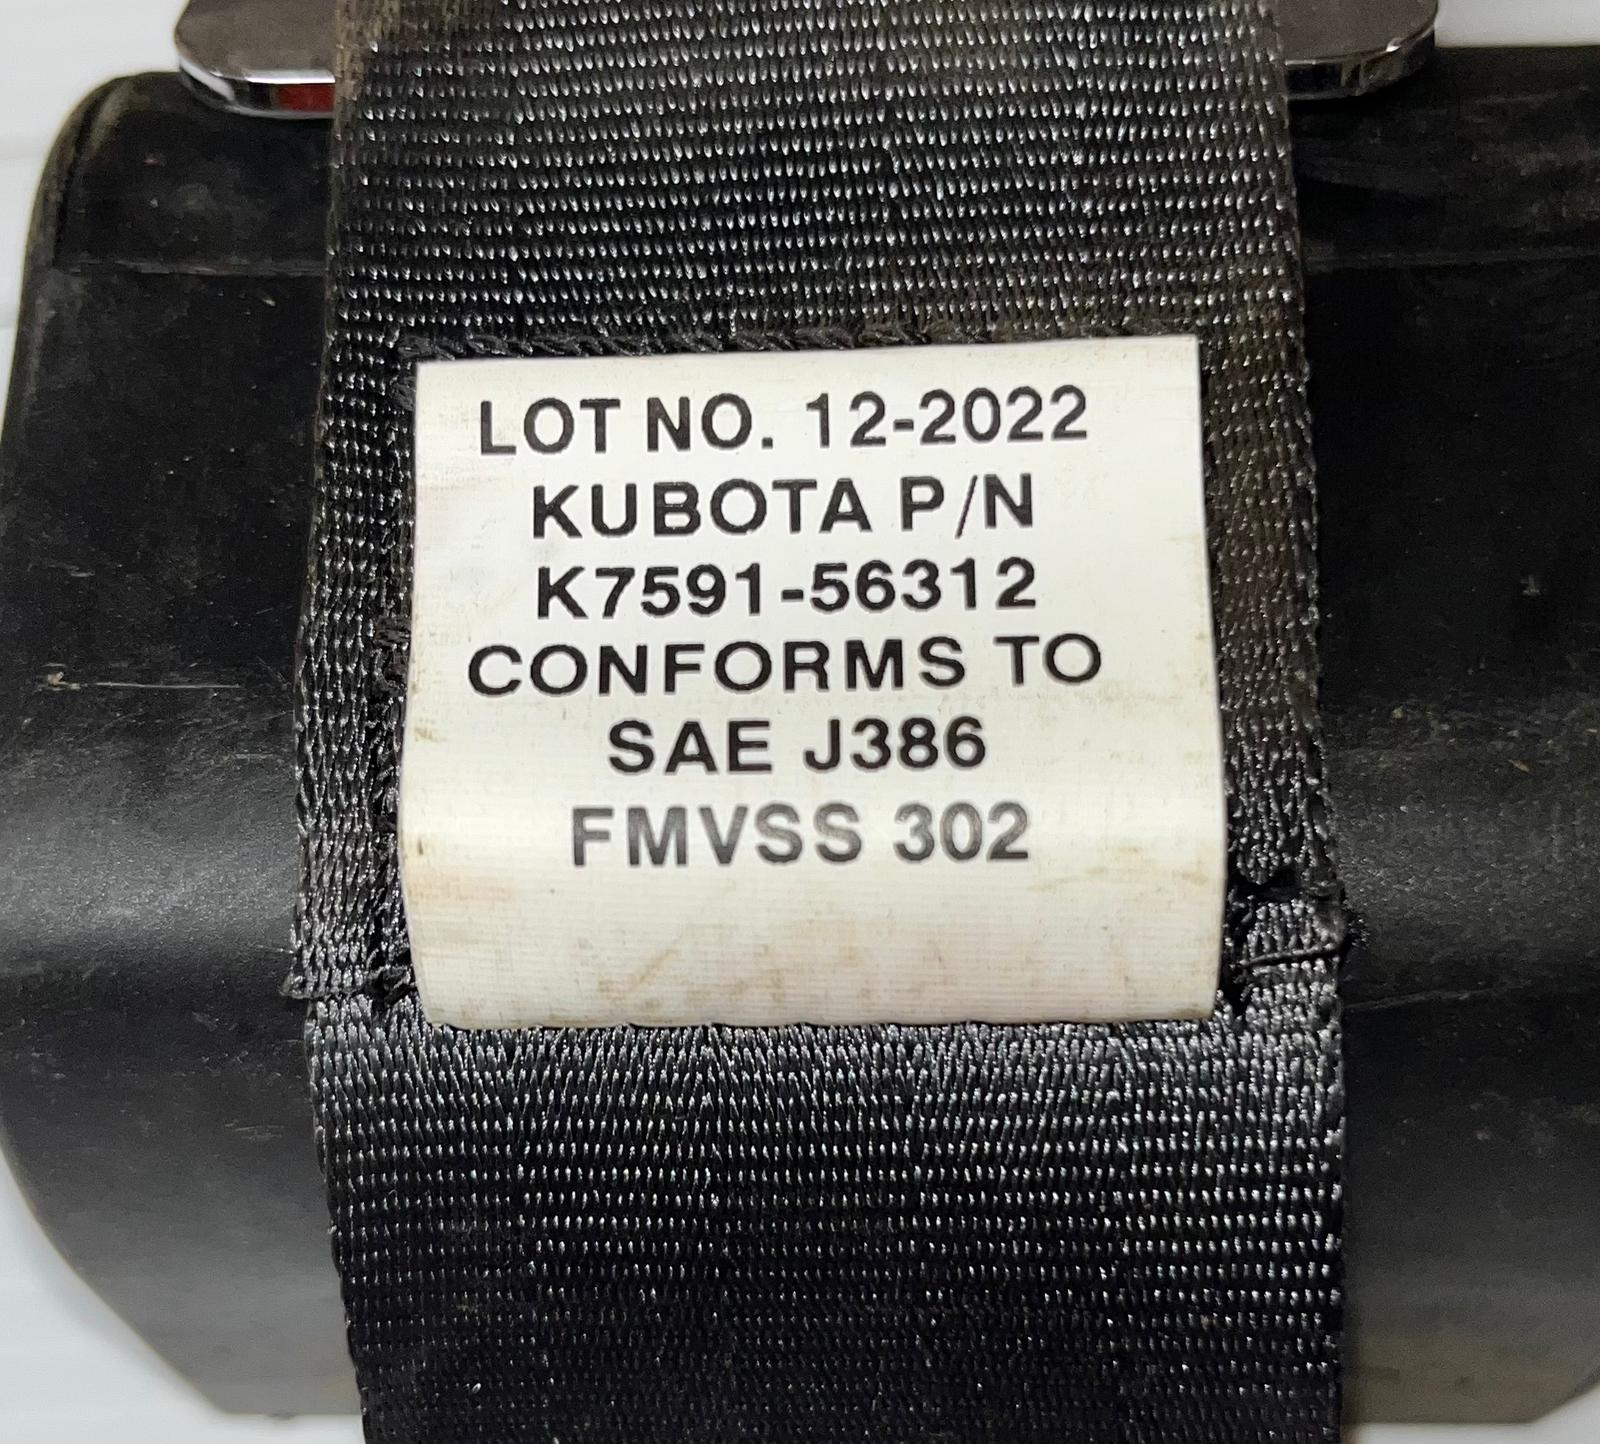 LOT NO. 12-2022
KUBOTA P/N
K7591-56312
CONFORMS TO
SAE J386
FMVSS 302